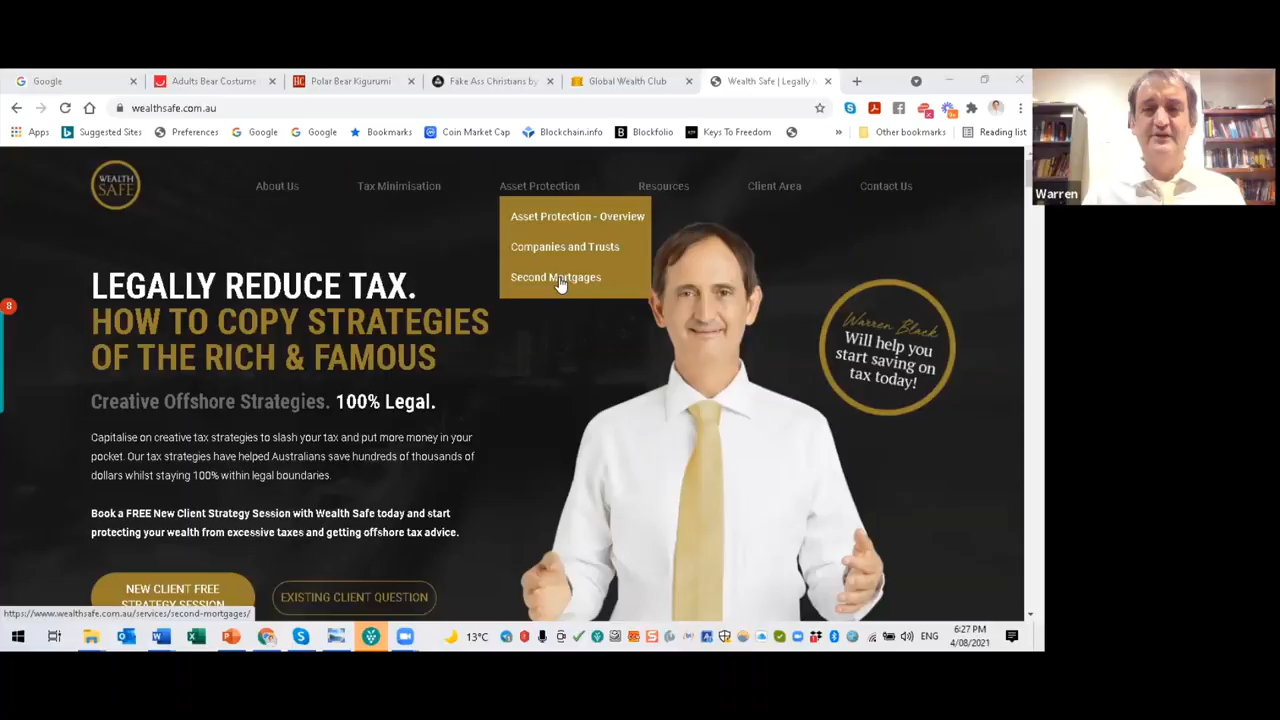 Google
Adults Bear Costume
Polar Bear Kigurumi
Fake Ass Christians by
Global Wealth Club
Wealth Safe | Legally
wealthsafe.com.au
Apps
Suggested Sites
Preferences
Google
Google
Bookmarks
Coin Market Cap
Blockchain.info
Blockfolio
Keys To Freedom
»
Other bookmarks
Reading list
WEALTH
SAFE
About Us
Tax Minimisation
Asset Protection
Resources
Client Area
Contact Us
Asset Protection - Overview
Companies and Trusts
Second Mortgages
LEGALLY REDUCE TAX.
HOW TO COPY STRATEGIES
OF THE RICH & FAMOUS
Creative Offshore Strategies. 100% Legal.
Capitalise on creative tax strategies to slash your tax and put more money in your
pocket. Our tax strategies have helped Australians save hundreds of thousands of
dollars whilst staying 100% within legal boundaries.
Book a FREE New Client Strategy Session with Wealth Safe today and start
protecting your wealth from excessive taxes and getting offshore tax advice.
NEW CLIENT FREE
STRATEGY SESSION
EXISTING CLIENT QUESTION
Warren Black
Will help you
start saving on
tax today!
8
Warren
https://www.wealthsafe.com.au/services/second-mortgages/
13°C
ENG
6:27 PM
4/08/2021